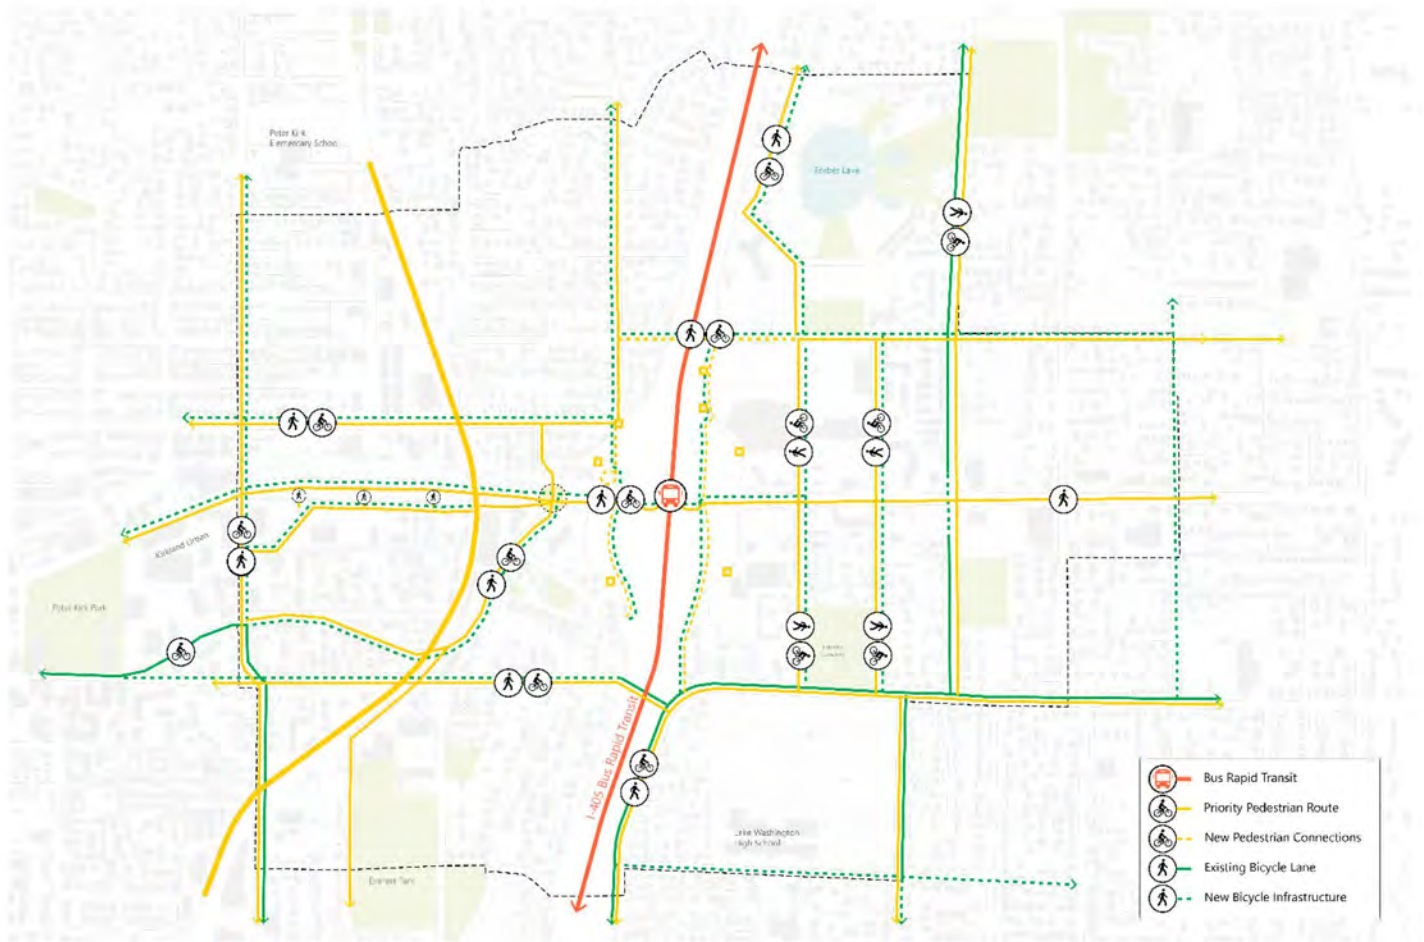 Peter Kirk
Elementary School
Forbes Lake
Kirkland Urban
Peter Kirk Park
I-405 Bus Rapid Transit
Lake Washington
High School
Everest Park
Bus Rapid Transit
Priority Pedestrian Route
New Pedestrian Connections
Existing Bicycle Lane
New Bicycle Infrastructure